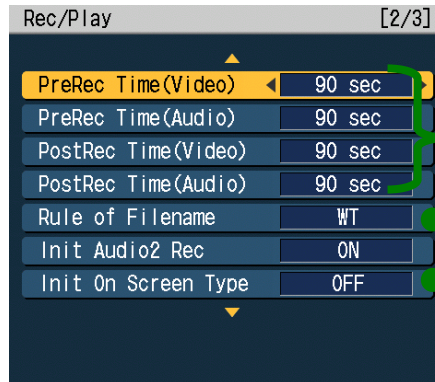 Rec/Play [2/3]
PreRec Time(Video) 90 sec
PreRec Time(Audio) 90 sec
PostRec Time(Video) 90 sec
PostRec Time(Audio) 90 sec
Rule of Filename WT
Init Audio2 Rec ON
Init On Screen Type OFF